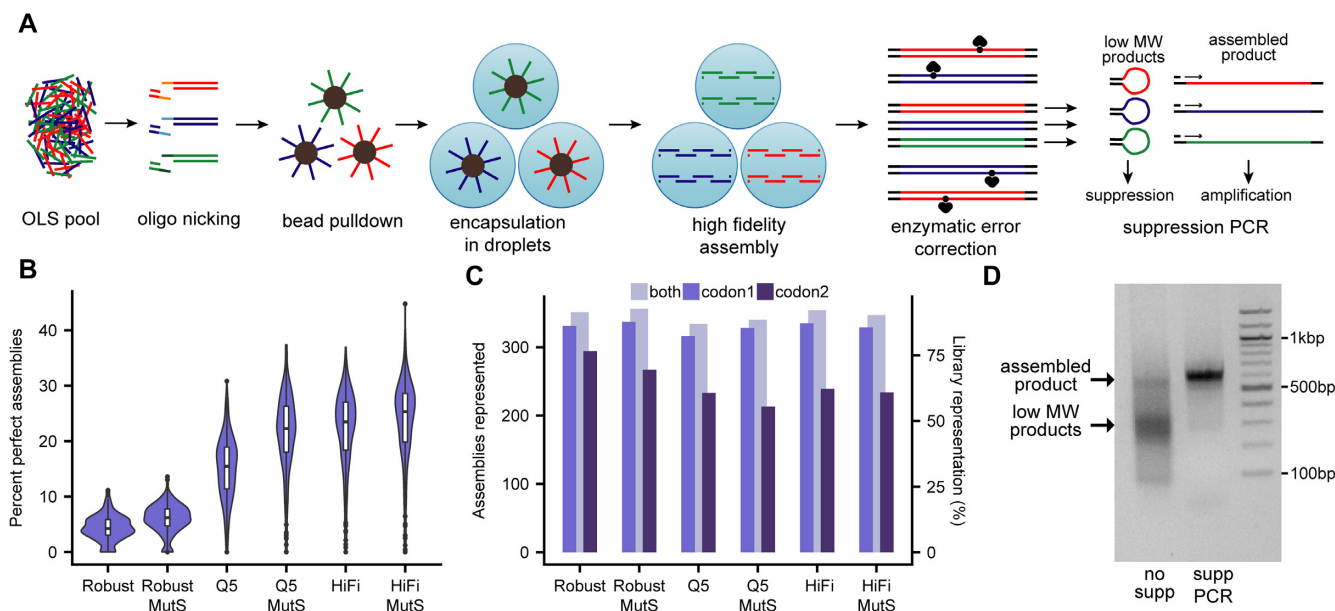 A
OLS pool
oligo nicking
bead pulldown
encapsulation
in droplets
high fidelity
assembly
enzymatic error
correction
low MW
products
assembled
product
suppression
amplification
suppression PCR
B
Percent perfect assemblies
40
30
20
10
0
Robust
Robust
MutS
Q5
Q5
MutS
HiFi
HiFi
MutS
C
both
codon1
codon2
Assemblies represented
300
200
100
0
Library representation (%)
75
50
25
0
Robust
Robust
MutS
Q5
Q5
MutS
HiFi
HiFi
MutS
D
assembled
product
low MW
products
1kbp
500bp
100bp
no
supp
supp
PCR